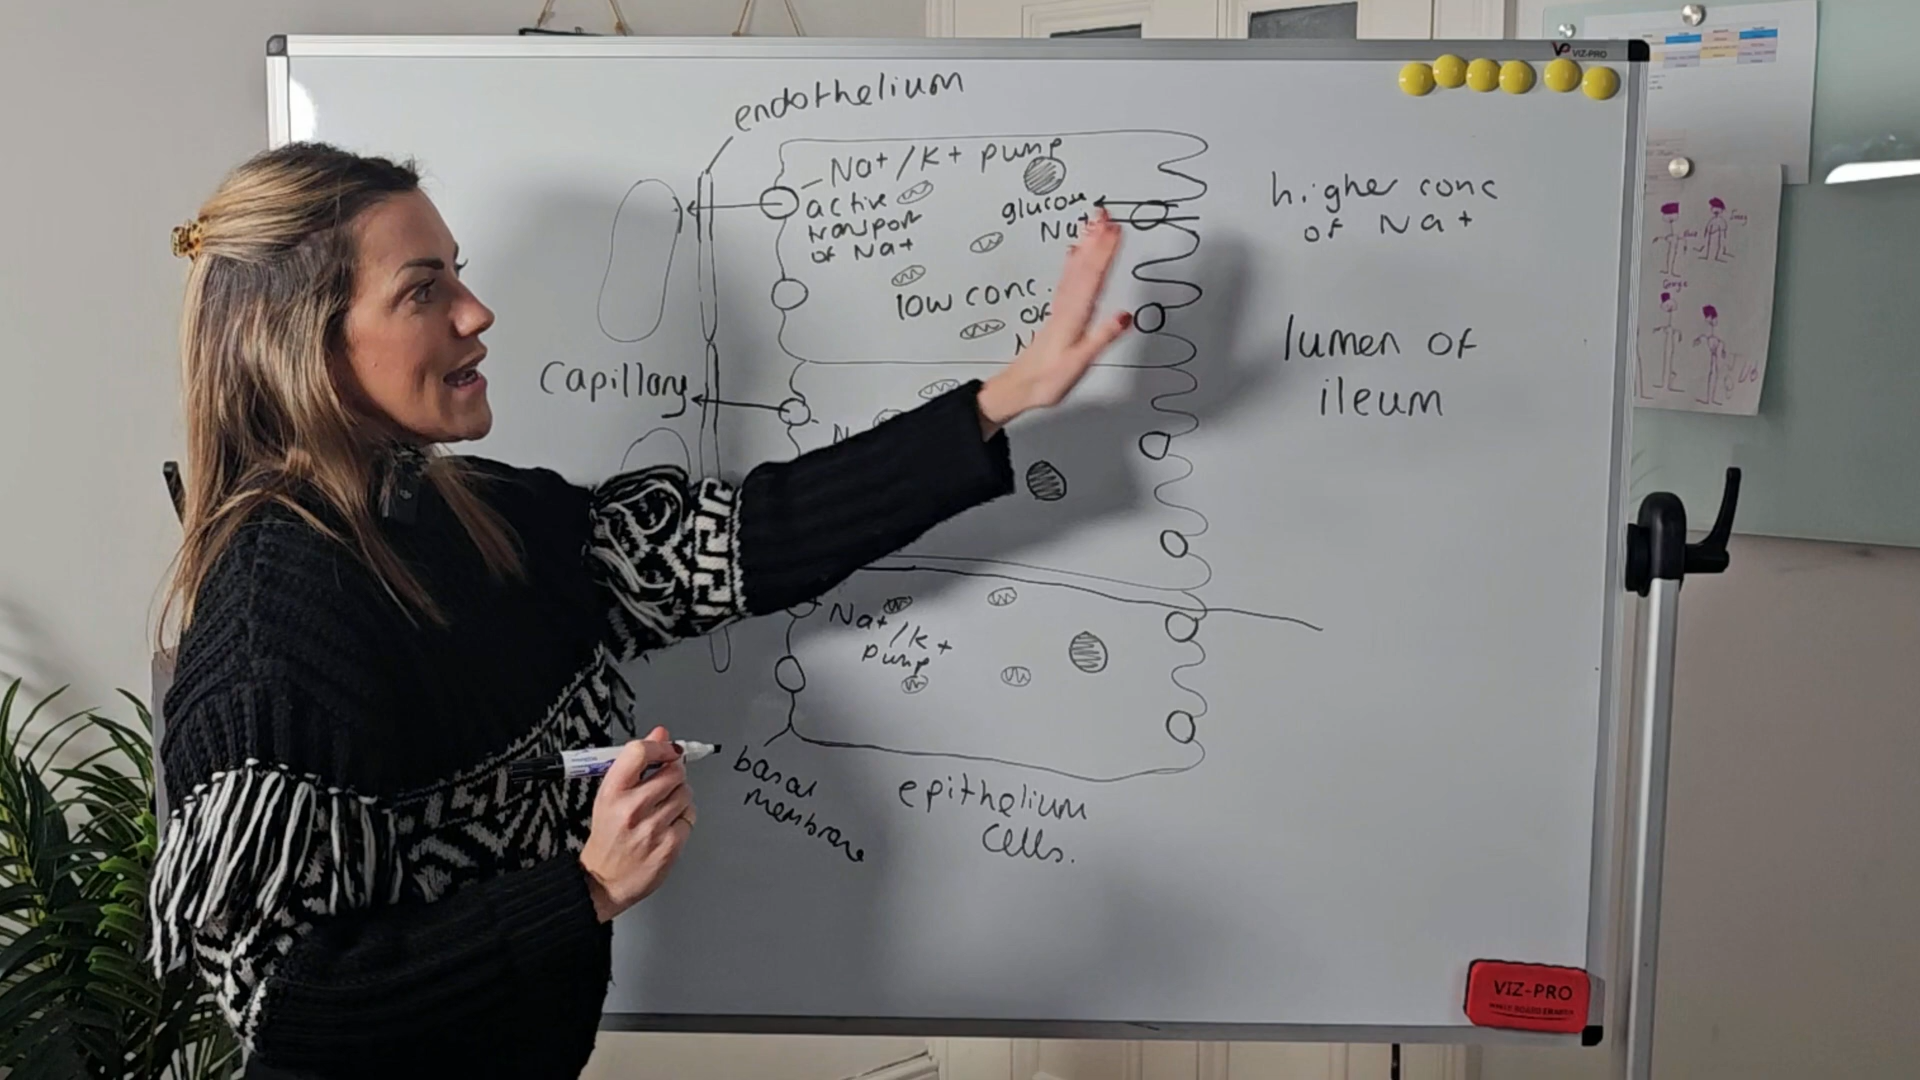 endothelium
VIZ-PRO
Na+/K+ pump
active
transport
of Na+
glucose
Na+
low conc.
of
higher conc
of Na+
lumen of
ileum
capillary
Na+/K+
pump
basal
membrane
epithelium
cells.
VIZ-PRO